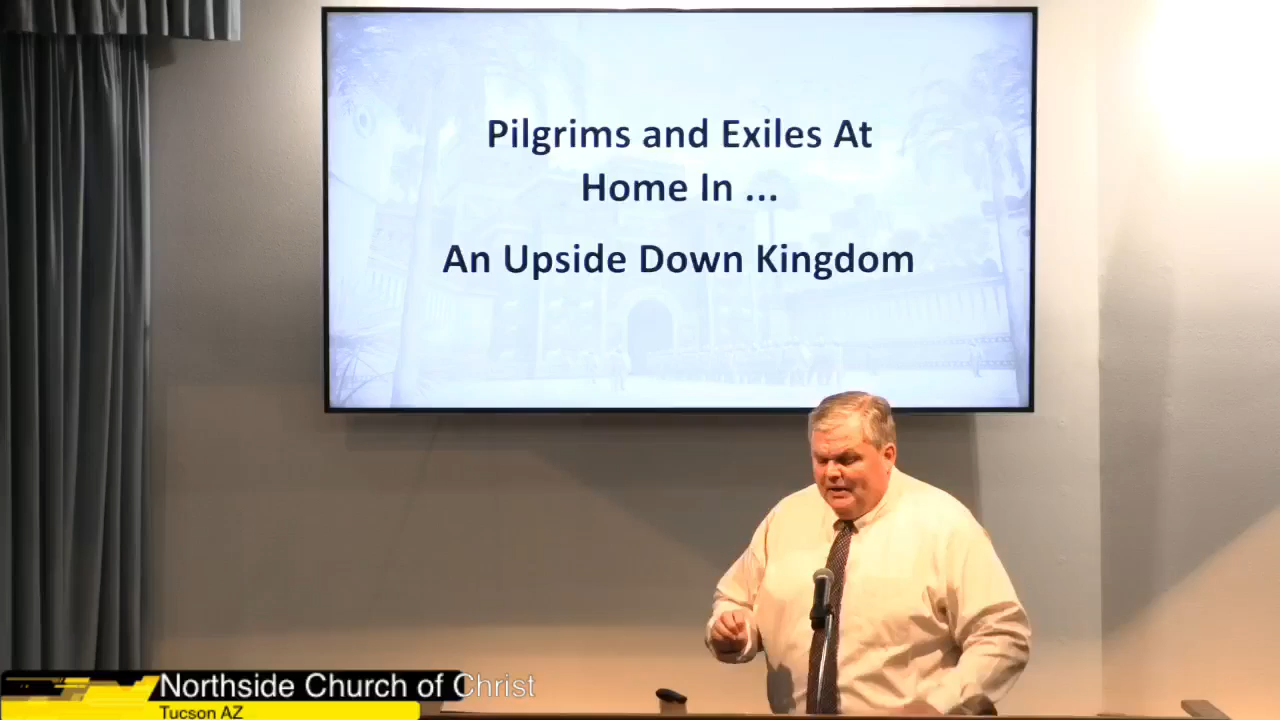 Pilgrims and Exiles At
Home In ...
An Upside Down Kingdom
Northside Church of Christ
Tucson AZ